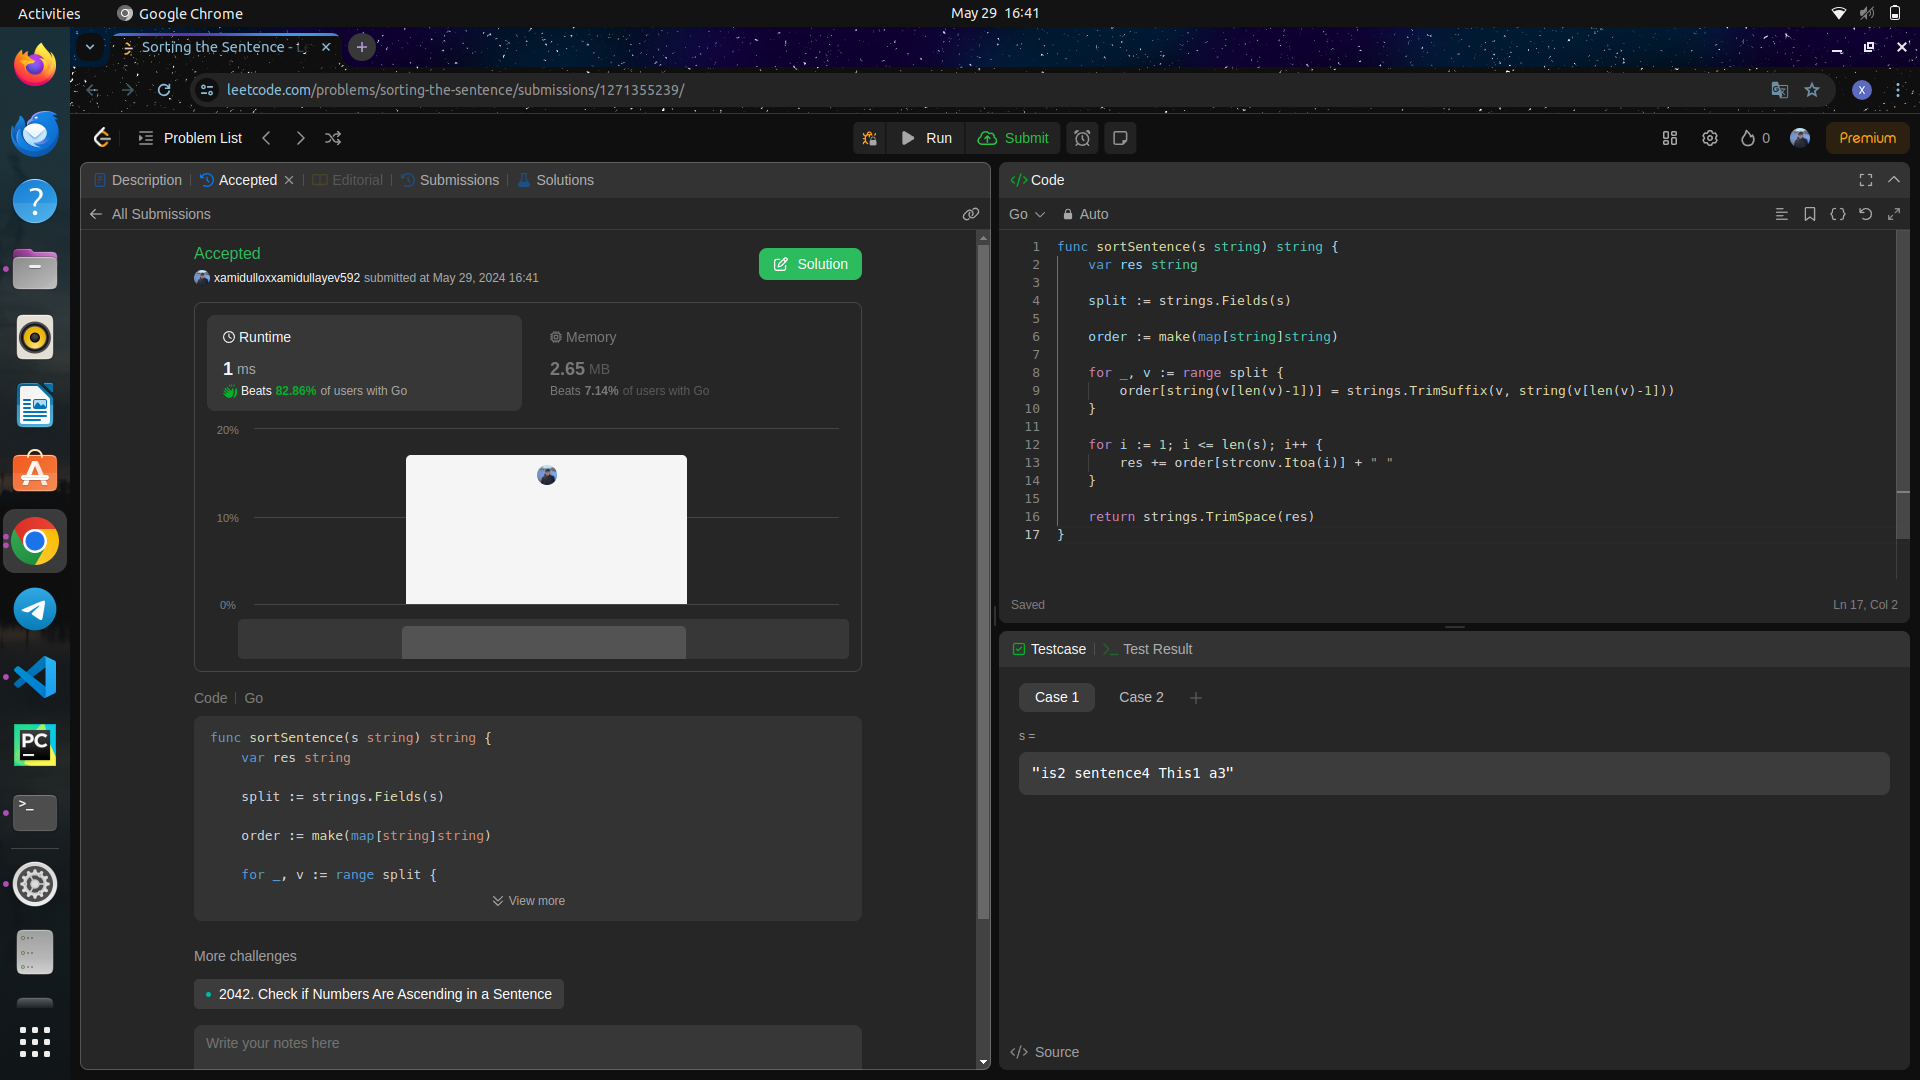 Activities
Google Chrome
May 29 16:41
Sorting the Sentence - Le
leetcode.com/problems/sorting-the-sentence/submissions/1271355239/
X
Problem List
Run
Submit
0
Premium
Description
Accepted
Editorial
Submissions
Solutions
All Submissions
Accepted
xamidulloxxamidullayev592 submitted at May 29, 2024 16:41
Solution
Runtime
1 ms
Beats 82.86% of users with Go
Memory
2.65 MB
Beats 7.14% of users with Go
20%
10%
0%
Code | Go
func sortSentence(s string) string {
    var res string
    split := strings.Fields(s)
    order := make(map[string]string)
    for _, v := range split {
View more
More challenges
2042. Check if Numbers Are Ascending in a Sentence
Write your notes here
</> Code
Go
Auto
1 func sortSentence(s string) string {
2     var res string
3
4     split := strings.Fields(s)
5
6     order := make(map[string]string)
7
8     for _, v := range split {
9         order[string(v[len(v)-1])] = strings.TrimSuffix(v, string(v[len(v)-1]))
10     }
11
12     for i := 1; i <= len(s); i++ {
13         res += order[strconv.Itoa(i)] + " "
14     }
15
16     return strings.TrimSpace(res)
17 }
Saved
Ln 17, Col 2
Testcase
>_ Test Result
Case 1
Case 2
s =
"is2 sentence4 This1 a3"
</> Source
?
PC
>_